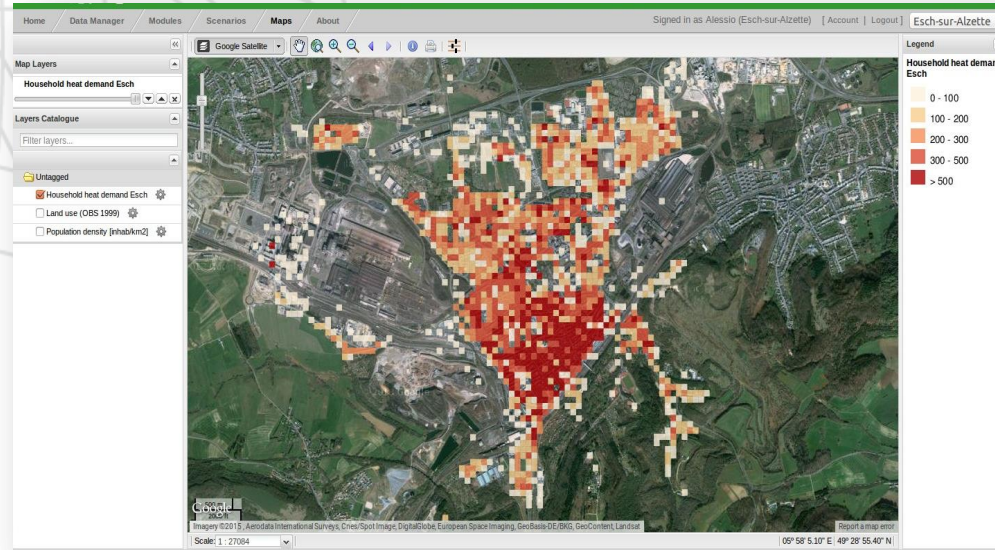 Home / Data Manager / Modules / Scenarios / Maps / About /
Signed in as Alessio (Esch-sur-Alzette) [ Account | Logout ] Esch-sur-Alzette
Map Layers
Household heat demand Esch
Layers Catalogue
Filter layers...
Untagged
Household heat demand Esch
Land use (OBS 1999)
Population density [inhab/km2]
Google Satellite
Legend
Household heat deman
Esch
0 - 100
100 - 200
200 - 300
300 - 500
> 500
500 m
Google
Imagery ©2015 , Aerodata International Surveys, Cnes/Spot Image, DigitalGlobe, European Space Imaging, GeoBasis-DE/BKG, GeoContent, Landsat
Report a map error
Scale: 1 : 27084
05° 58' 5.10" E 49° 28' 55.40" N